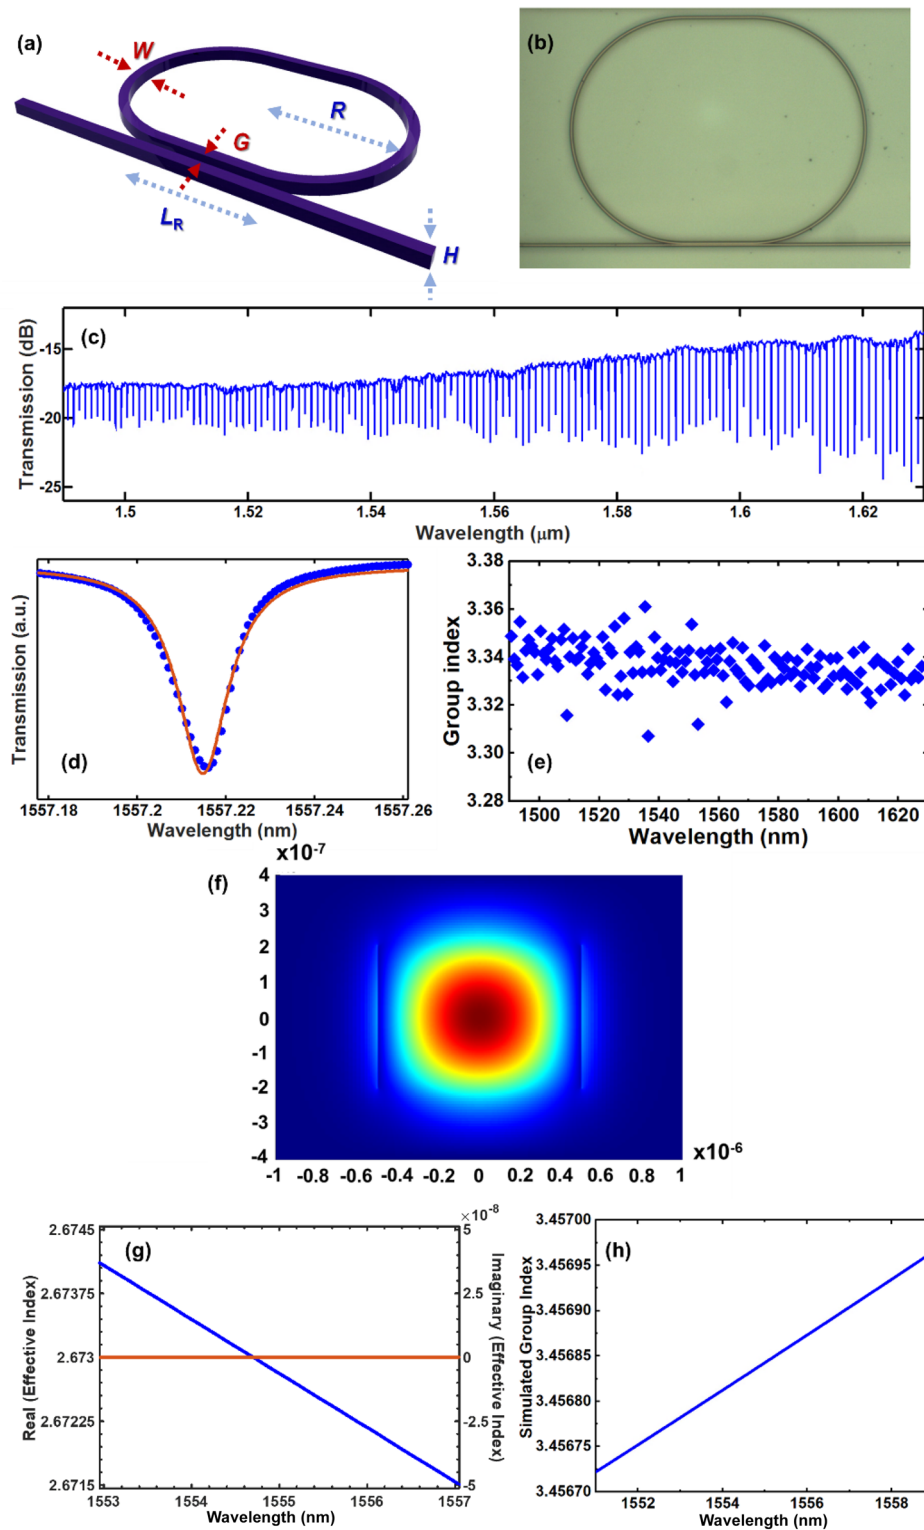 (a)
W
R
G
L_R
H
(b)
(c)
Transmission (dB)
-15
-20
-25
1.5 1.52 1.54 1.56 1.58 1.6 1.62
Wavelength (μm)
(d)
Transmission (a.u.)
1557.18 1557.2 1557.22 1557.24 1557.26
Wavelength (nm)
(e)
Group index
3.38
3.36
3.34
3.32
3.30
3.28
1500 1520 1540 1560 1580 1600 1620
Wavelength (nm)
(f)
x10-7
4
3
2
1
0
-1
-2
-3
-4
-1 -0.8 -0.6 -0.4 -0.2 0 0.2 0.4 0.6 0.8 1
x10-6
(g)
Real (Effective Index)
2.6745
2.67375
2.673
2.67225
2.6715
×10-8
5
2.5
0
-2.5
-5
Imaginary (Effective Index)
1553 1554 1555 1556 1557
Wavelength (nm)
(h)
Simulated Group Index
3.45700
3.45695
3.45690
3.45685
3.45680
3.45675
3.45670
1552 1554 1556 1558
Wavelength (nm)